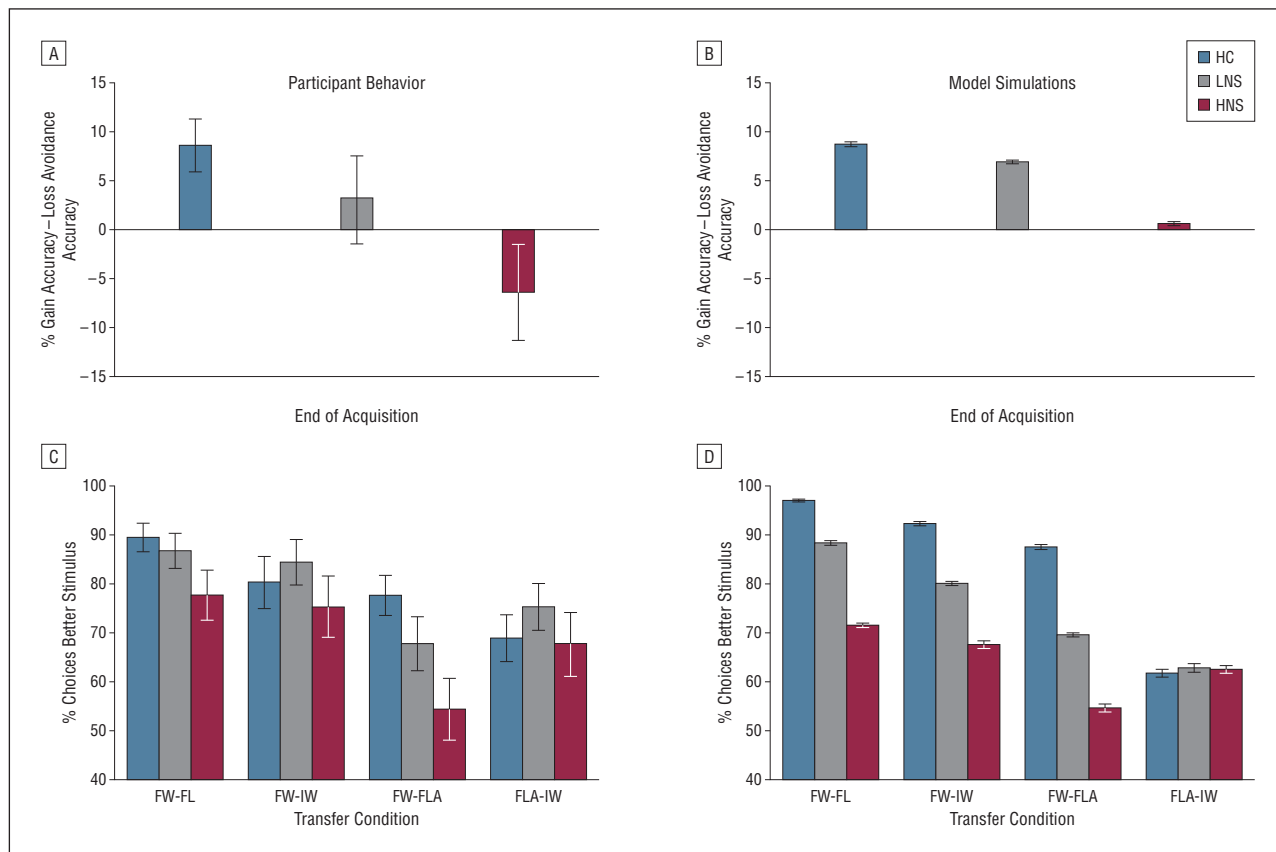 A
Participant Behavior
% Gain Accuracy – Loss Avoidance
Accuracy
15
10
5
0
−5
−10
−15
End of Acquisition
B
Model Simulations
HC
LNS
HNS
% Gain Accuracy – Loss Avoidance
Accuracy
15
10
5
0
−5
−10
−15
End of Acquisition
C
% Choices Better Stimulus
100
90
80
70
60
50
40
FW-FL FW-IW FW-FLA FLA-IW
Transfer Condition
D
% Choices Better Stimulus
100
90
80
70
60
50
40
FW-FL FW-IW FW-FLA FLA-IW
Transfer Condition